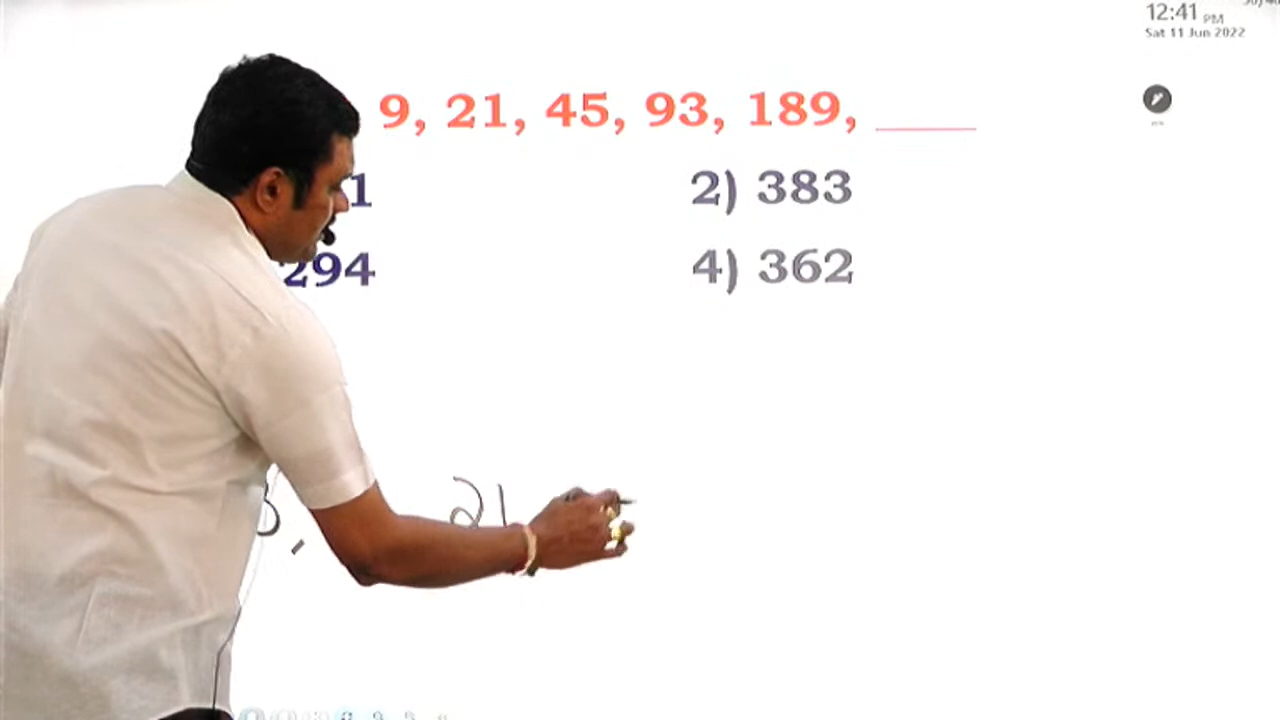 12:41 PM
Sat 11 Jun 2022
9, 21, 45, 93, 189, _____
1 2) 383
294 4) 362
21